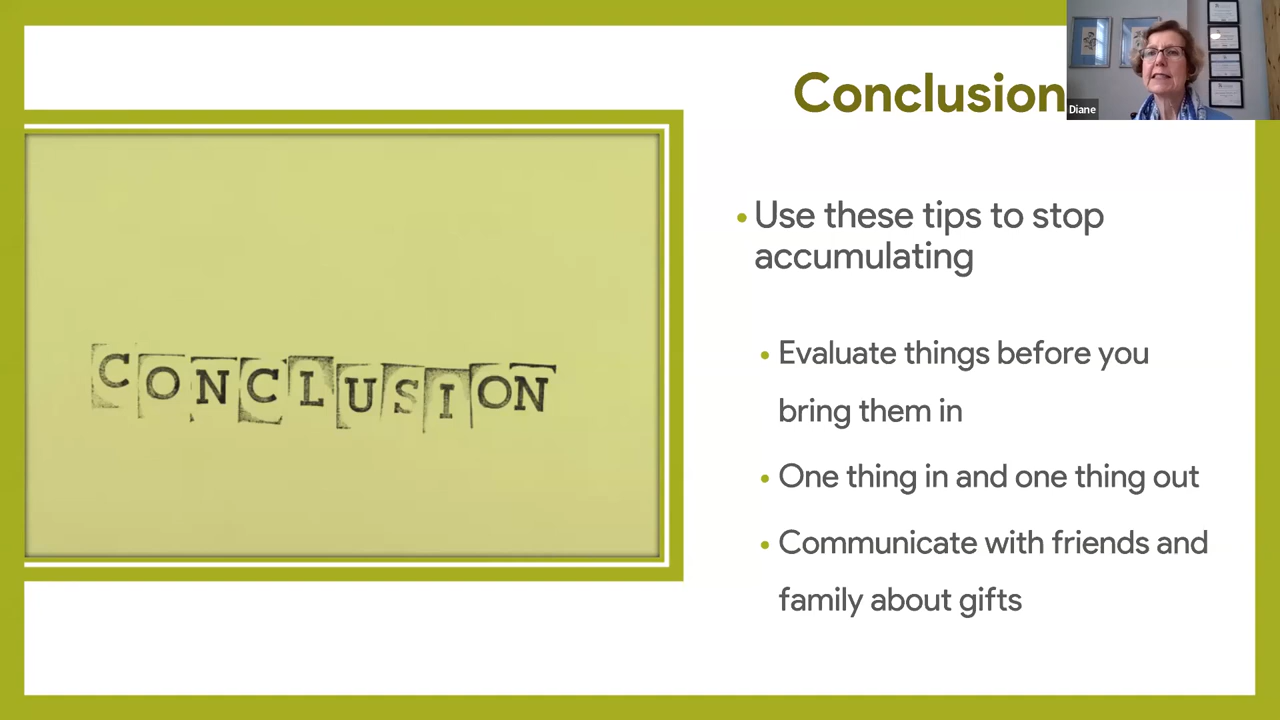 Conclusion
Diane
CONCLUSION
• Use these tips to stop
accumulating
• Evaluate things before you
bring them in
• One thing in and one thing out
• Communicate with friends and
family about gifts